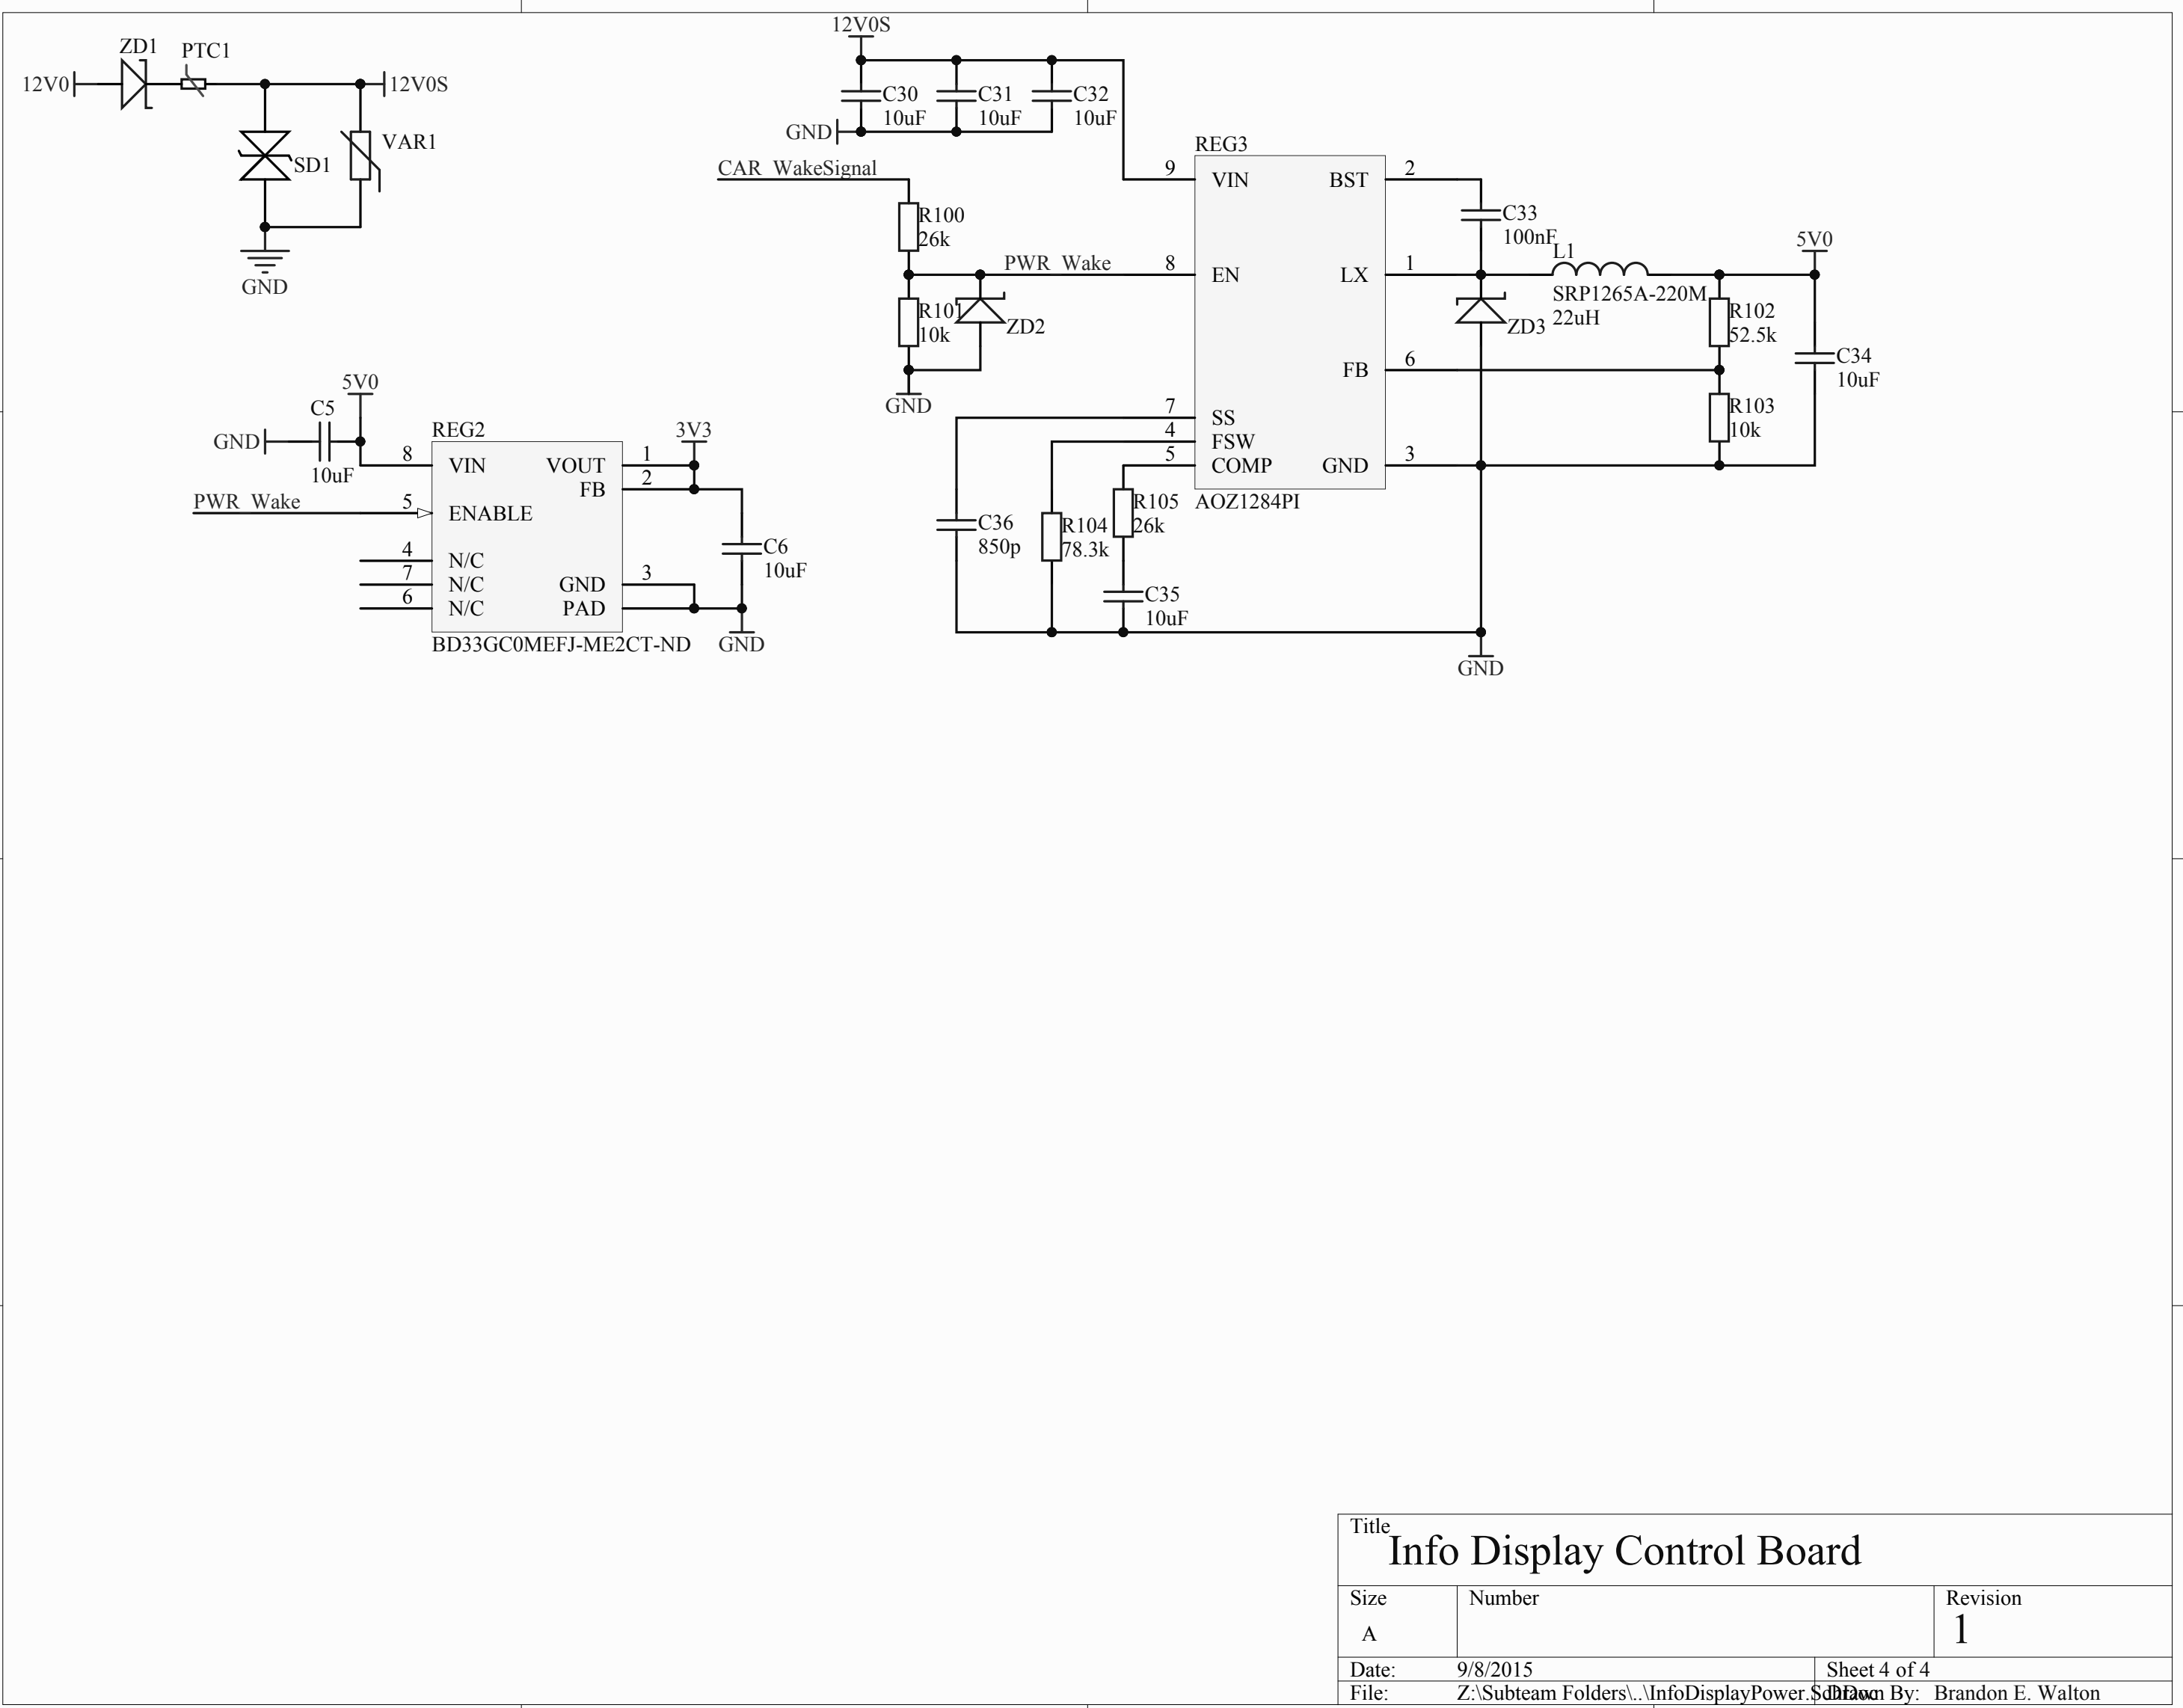 ZD1
PTC1
12V0
12V0S
SD1
VAR1
GND
12V0S
C30
10uF
C31
10uF
C32
10uF
GND
CAR_WakeSignal
R100
26k
PWR_Wake
R101
10k
ZD2
GND
REG3
9 VIN
BST 2
8 EN
LX 1
FB 6
7 SS
4 FSW
5 COMP
GND 3
AOZ1284PI
C33
100nF
L1
SRP1265A-220M
22uH
ZD3
5V0
R102
52.5k
C34
10uF
R103
10k
C36
850p
R104
78.3k
R105
26k
C35
10uF
GND
5V0
C5
GND
10uF
REG2
8 VIN
VOUT 1
FB 2
3V3
PWR_Wake
5 ENABLE
4 N/C
7 N/C
6 N/C
GND 3
PAD
C6
10uF
BD33GC0MEFJ-ME2CT-ND
GND
Title
Info Display Control Board
Size
A
Number
Revision
1
Date: 9/8/2015 Sheet 4 of 4
File: Z:\Subteam Folders\..\InfoDisplayPower.SchDoc Drawn By: Brandon E. Walton